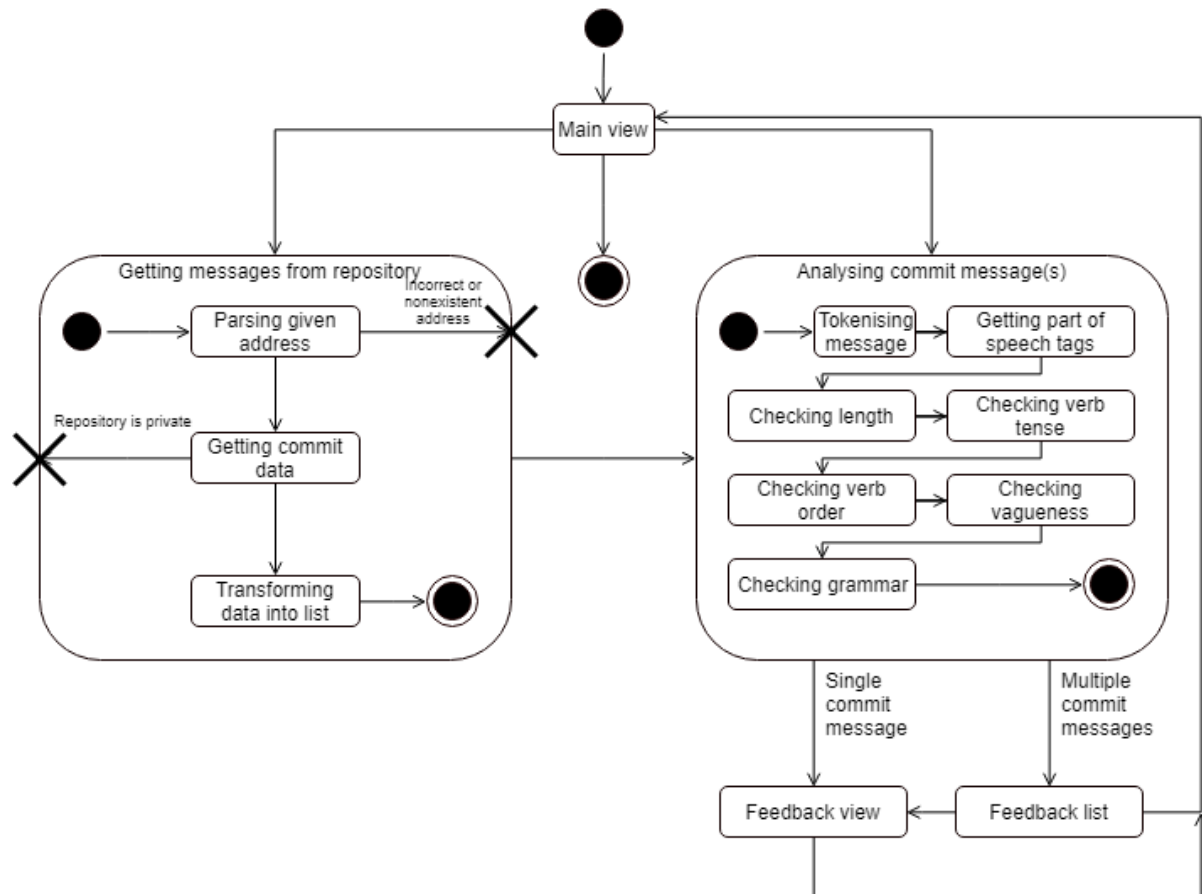 Main view
Getting messages from repository
Incorrect or
nonexistent
address
Parsing given
address
Repository is private
Getting commit
data
Transforming
data into list
Analysing commit message(s)
Tokenising
message
Getting part of
speech tags
Checking length
Checking verb
tense
Checking verb
order
Checking
vagueness
Checking grammar
Single
commit
message
Multiple
commit
messages
Feedback view
Feedback list